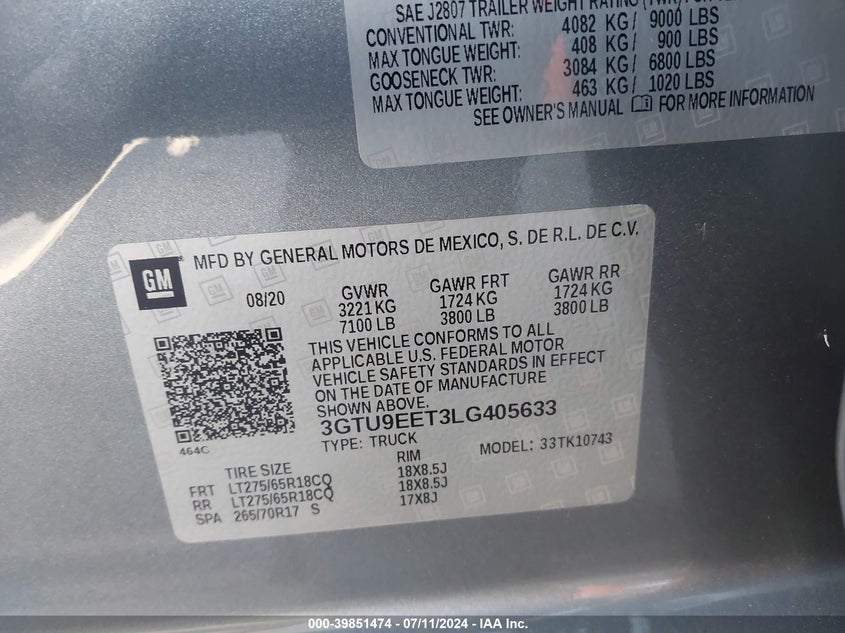 SAE J2807 TRAILER WEIGHT RATING (TWR)
CONVENTIONAL TWR: 4082 KG/ 9000 LBS
MAX TONGUE WEIGHT: 408 KG/ 900 LBS
GOOSENECK TWR: 3084 KG/ 6800 LBS
MAX TONGUE WEIGHT: 463 KG/ 1020 LBS
SEE OWNER'S MANUAL FOR MORE INFORMATION
GM
MFD BY GENERAL MOTORS DE MEXICO, S. DE R.L. DE C.V.
08/20 GVWR GAWR FRT GAWR RR
3221 KG 1724 KG 1724 KG
7100 LB 3800 LB 3800 LB
THIS VEHICLE CONFORMS TO ALL
APPLICABLE U.S. FEDERAL MOTOR
VEHICLE SAFETY STANDARDS IN EFFECT
ON THE DATE OF MANUFACTURE
SHOWN ABOVE.
3GTU9EET3LG405633
464C TYPE: TRUCK MODEL: 33TK10743
TIRE SIZE RIM
FRT LT275/65R18CQ 18X8.5J
RR LT275/65R18CQ 18X8.5J
SPA 265/70R17 S 17X8J
000-39851474 / 07/11/2024 - IAA Inc.